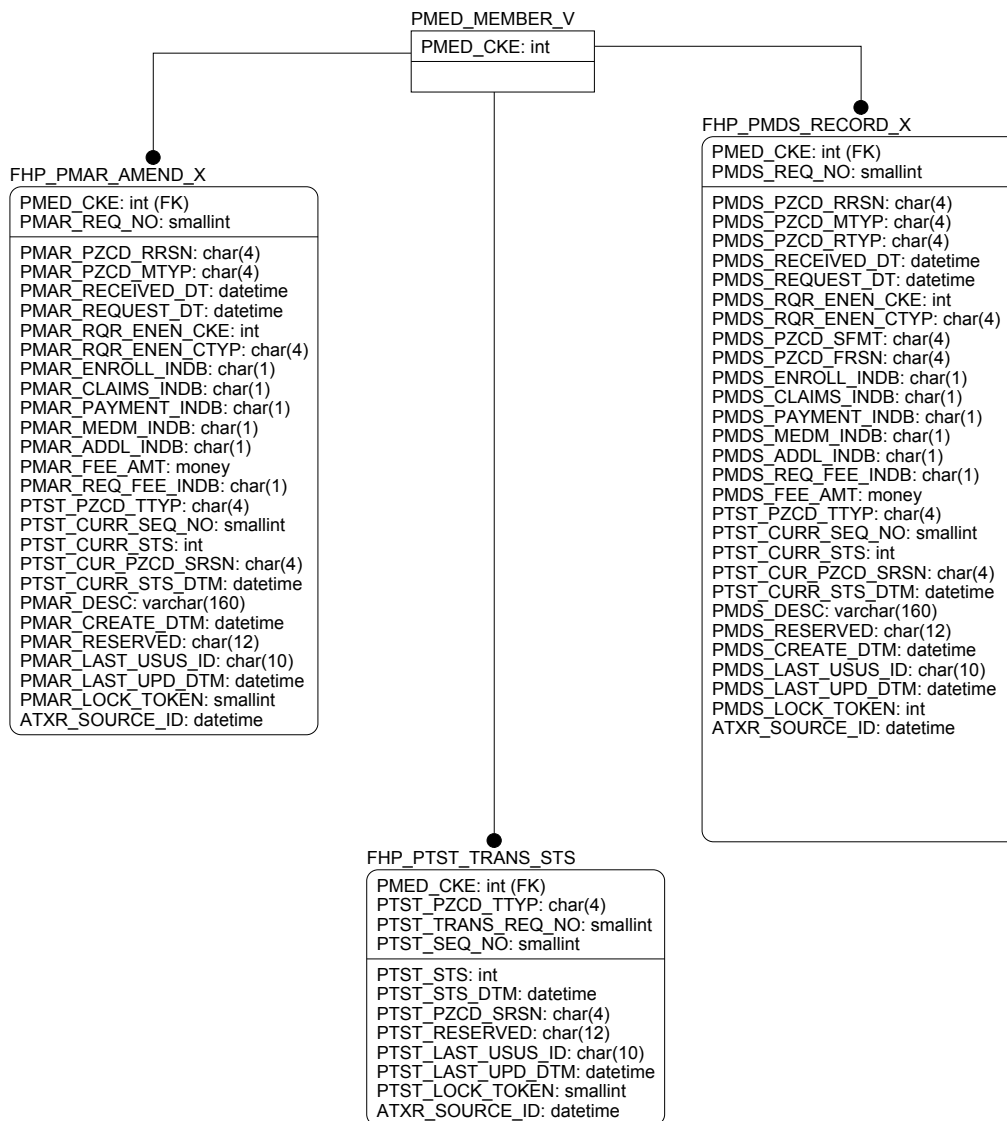 PMED_MEMBER_V
PMED_CKE: int
FHP_PMAR_AMEND_X
PMED_CKE: int (FK)
PMAR_REQ_NO: smallint
PMAR_PZCD_RRSN: char(4)
PMAR_PZCD_MTYP: char(4)
PMAR_RECEIVED_DT: datetime
PMAR_REQUEST_DT: datetime
PMAR_RQR_ENEN_CKE: int
PMAR_RQR_ENEN_CTYP: char(4)
PMAR_ENROLL_INDB: char(1)
PMAR_CLAIMS_INDB: char(1)
PMAR_PAYMENT_INDB: char(1)
PMAR_MEDM_INDB: char(1)
PMAR_ADDL_INDB: char(1)
PMAR_FEE_AMT: money
PMAR_REQ_FEE_INDB: char(1)
PTST_PZCD_TTYP: char(4)
PTST_CURR_SEQ_NO: smallint
PTST_CURR_STS: int
PTST_CUR_PZCD_SRSN: char(4)
PTST_CURR_STS_DTM: datetime
PMAR_DESC: varchar(160)
PMAR_CREATE_DTM: datetime
PMAR_RESERVED: char(12)
PMAR_LAST_USUS_ID: char(10)
PMAR_LAST_UPD_DTM: datetime
PMAR_LOCK_TOKEN: smallint
ATXR_SOURCE_ID: datetime
FHP_PMDS_RECORD_X
PMED_CKE: int (FK)
PMDS_REQ_NO: smallint
PMDS_PZCD_RRSN: char(4)
PMDS_PZCD_MTYP: char(4)
PMDS_PZCD_RTYP: char(4)
PMDS_RECEIVED_DT: datetime
PMDS_REQUEST_DT: datetime
PMDS_RQR_ENEN_CKE: int
PMDS_RQR_ENEN_CTYP: char(4)
PMDS_PZCD_SFMT: char(4)
PMDS_PZCD_FRSN: char(4)
PMDS_ENROLL_INDB: char(1)
PMDS_CLAIMS_INDB: char(1)
PMDS_PAYMENT_INDB: char(1)
PMDS_MEDM_INDB: char(1)
PMDS_ADDL_INDB: char(1)
PMDS_REQ_FEE_INDB: char(1)
PMDS_FEE_AMT: money
PTST_PZCD_TTYP: char(4)
PTST_CURR_SEQ_NO: smallint
PTST_CURR_STS: int
PTST_CUR_PZCD_SRSN: char(4)
PTST_CURR_STS_DTM: datetime
PMDS_DESC: varchar(160)
PMDS_RESERVED: char(12)
PMDS_CREATE_DTM: datetime
PMDS_LAST_USUS_ID: char(10)
PMDS_LAST_UPD_DTM: datetime
PMDS_LOCK_TOKEN: int
ATXR_SOURCE_ID: datetime
FHP_PTST_TRANS_STS
PMED_CKE: int (FK)
PTST_PZCD_TTYP: char(4)
PTST_TRANS_REQ_NO: smallint
PTST_SEQ_NO: smallint
PTST_STS: int
PTST_STS_DTM: datetime
PTST_PZCD_SRSN: char(4)
PTST_RESERVED: char(12)
PTST_LAST_USUS_ID: char(10)
PTST_LAST_UPD_DTM: datetime
PTST_LOCK_TOKEN: smallint
ATXR_SOURCE_ID: datetime